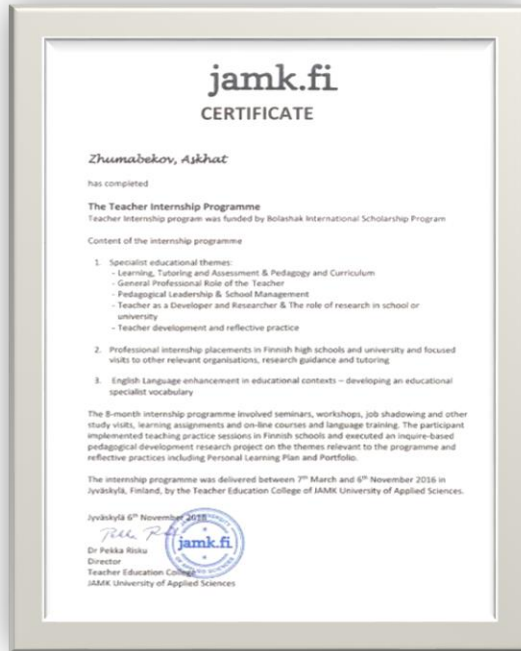 jamk.fi
CERTIFICATE
Zhumabekov, Askhat
has completed
The Teacher Internship Programme
Teacher Internship program was funded by Bolashak International Scholarship Program
Content of the internship programme
1. Specialist educational themes:
- Learning, Tutoring and Assessment & Pedagogy and Curriculum
- General Professional Role of the Teacher
- Pedagogical Leadership & School Management
- Teacher as a Developer and Researcher & The role of research in school or
university
- Teacher development and reflective practice
2. Professional internship placements in Finnish high schools and university and focused
visits to other relevant organisations, research guidance and tutoring
3. English Language enhancement in educational contexts – developing an educational
specialist vocabulary
The 8-month internship programme involved seminars, workshops, job shadowing and other
study visits, learning assignments and on-line courses and language training. The participant
implemented teaching practice sessions in Finnish schools and executed an inquire-based
pedagogical development research project on the themes relevant to the programme and
reflective practices including Personal Learning Plan and Portfolio.
The internship programme was delivered between 7th March and 6th November 2016 in
Jyväskylä, Finland, by the Teacher Education College of JAMK University of Applied Sciences.
Jyväskylä 6th November 2016
jamk.fi
Dr Pekka Risku
Director
Teacher Education College
JAMK University of Applied Sciences